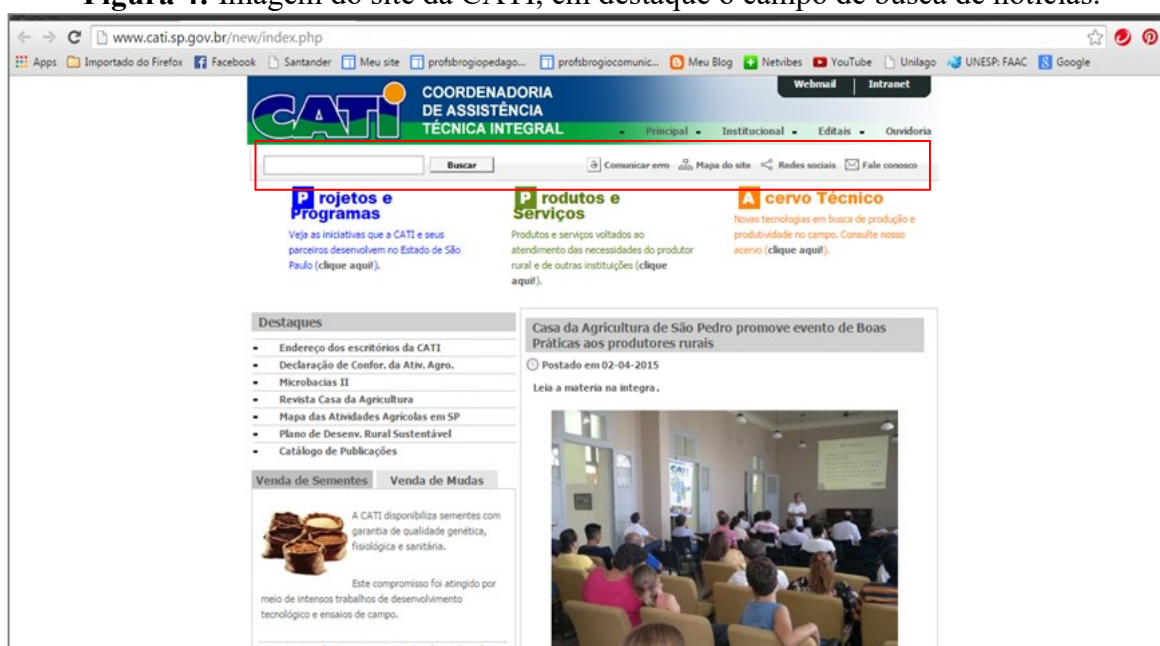 Figura 4: Imagem do site da CATI, em destaque o campo de busca de notícias.
www.cati.sp.gov.br/new/index.php
Apps Importado do Firefox Facebook Santander Meu site profsbrogiopedago... profsbrogiocomunic... Meu Blog Netvibes YouTube Unilago UNESP: FAAC Google
Webmail Intranet
CATI
COORDENADORIA
DE ASSISTÊNCIA
TÉCNICA INTEGRAL
Principal Institucional Editais Ouvidoria
Buscar Comunicar erro Mapa do site Redes sociais Fale conosco
Projetos e
Programas
Veja as iniciativas que a CATI e seus
parceiros desenvolvem no Estado de São
Paulo (clique aqui!).
Produtos e
Serviços
Produtos e serviços voltados ao
atendimento das necessidades do produtor
rural e de outras instituições (clique
aqui!).
Acervo Técnico
Novas tecnologias em busca de produção e
produtividade no campo. Consulte nosso
acervo (clique aqui!).
Destaques
Endereço dos escritórios da CATI
Declaração de Confor. da Ativ. Agro.
Microbacias II
Revista Casa da Agricultura
Mapa das Atividades Agrícolas em SP
Plano de Desenv. Rural Sustentável
Catálogo de Publicações
Venda de Sementes Venda de Mudas
A CATI disponibiliza sementes com
garantia de qualidade genética,
fisiológica e sanitária.
Este compromisso foi atingido por
meio de intensos trabalhos de desenvolvimento
tecnológico e ensaios de campo.
Casa da Agricultura de São Pedro promove evento de Boas
Práticas aos produtores rurais
Postado em 02-04-2015
Leia a materia na integra.
CATI